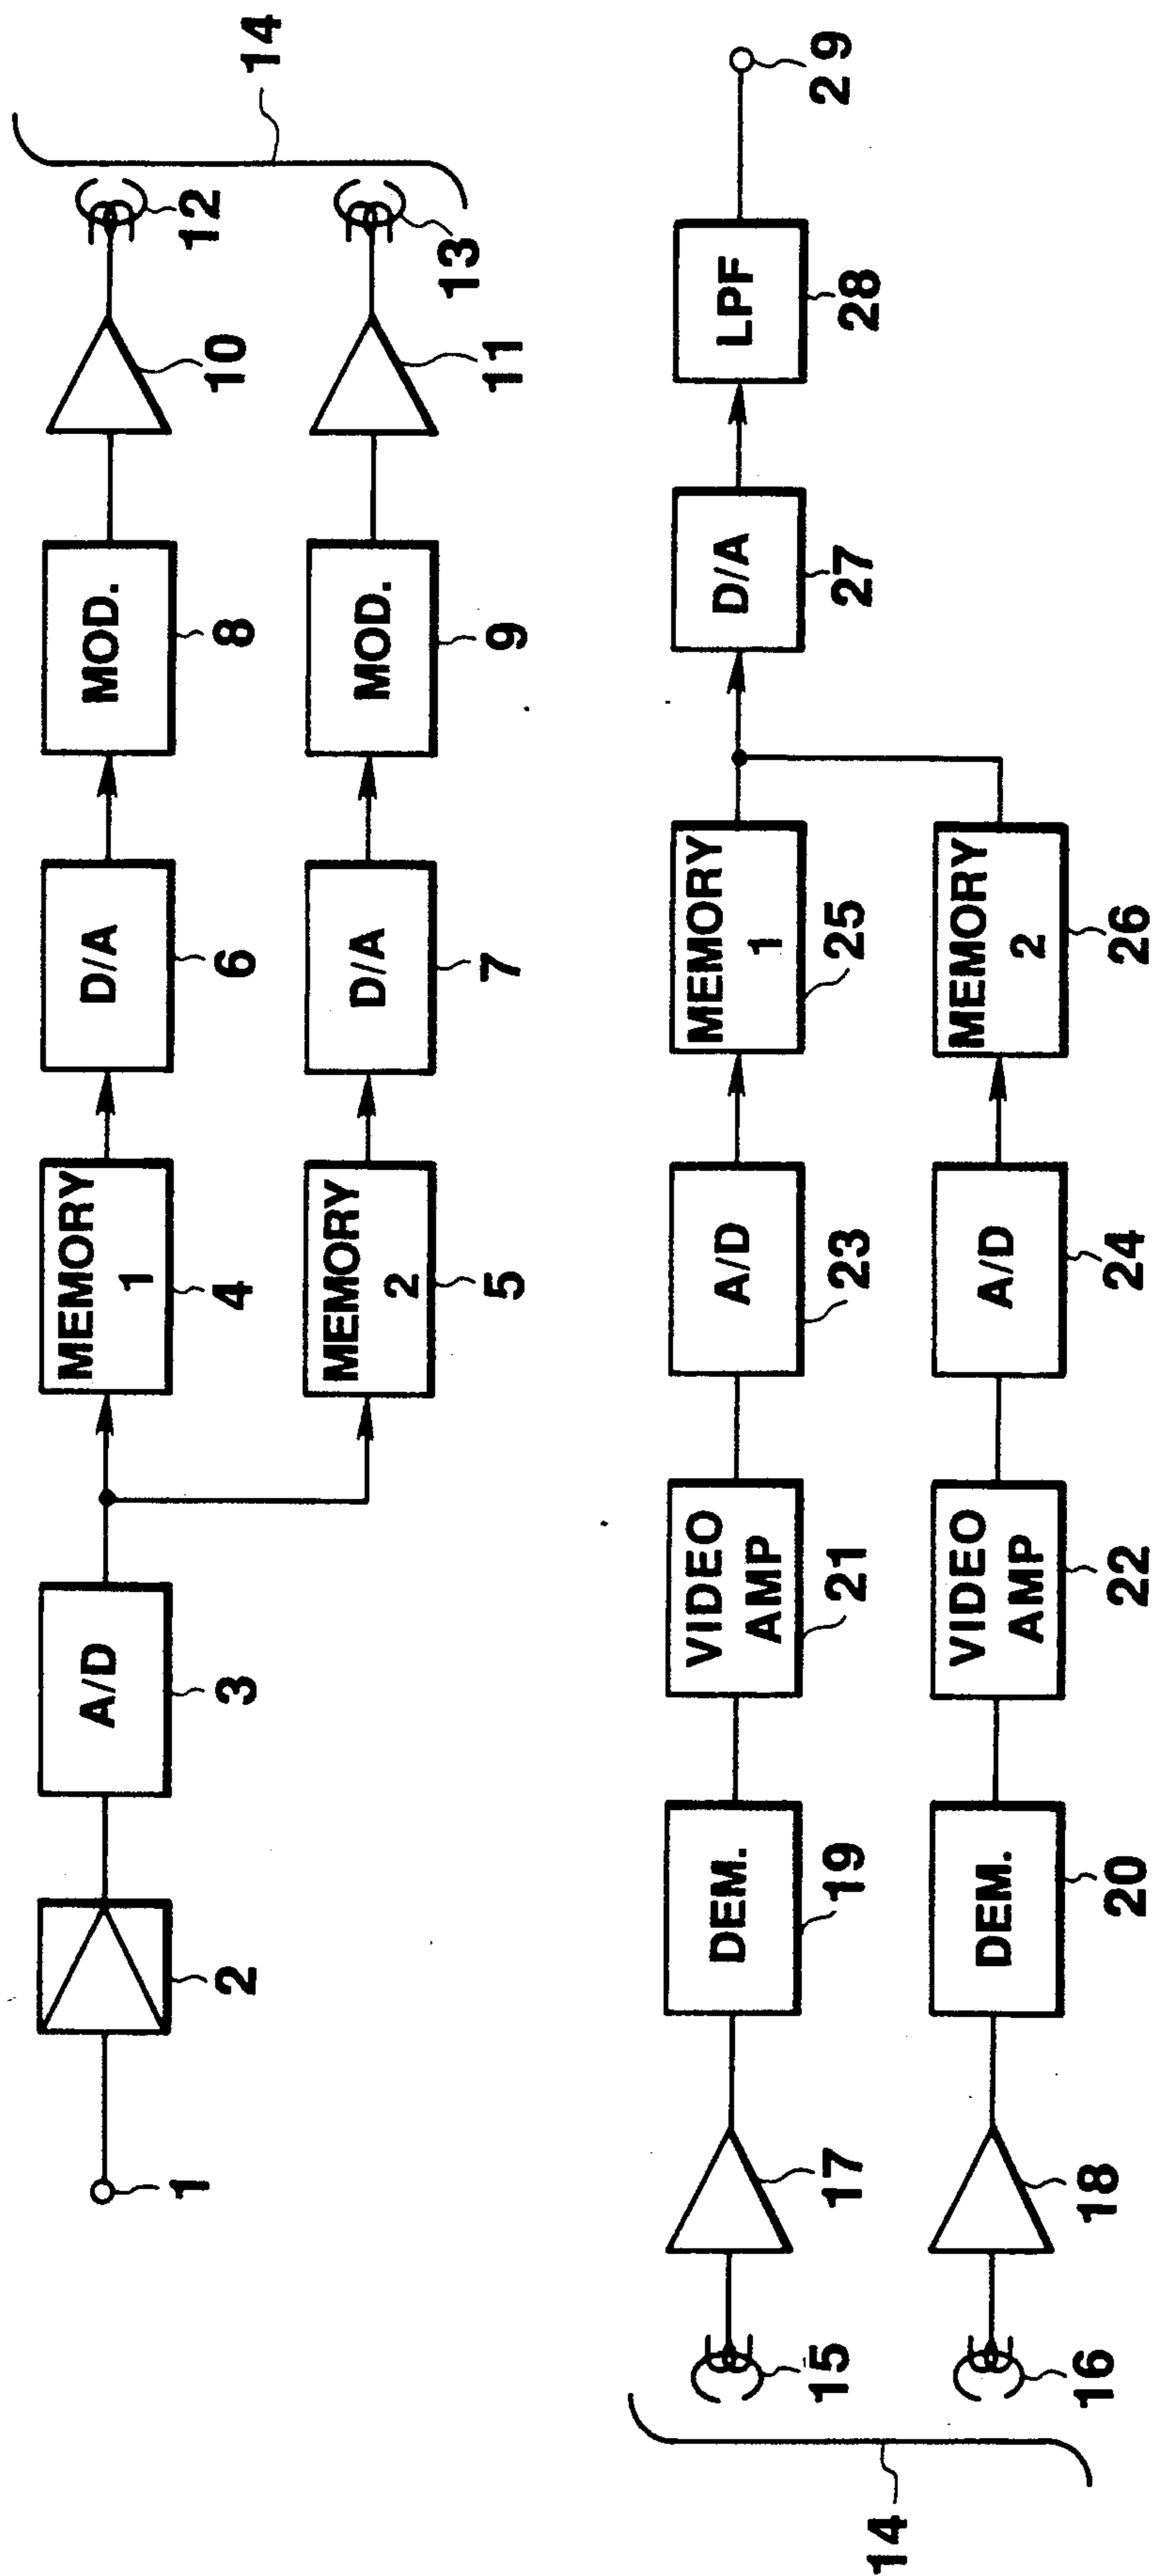 1
2
A/D
3
MEMORY
1
4
MEMORY
2
5
D/A
6
D/A
7
MOD.
8
MOD.
9
10
11
12
13
14
14
15
16
17
18
DEM.
19
DEM.
20
VIDEO
AMP
21
VIDEO
AMP
22
A/D
23
A/D
24
MEMORY
1
25
MEMORY
2
26
D/A
27
LPF
28
29